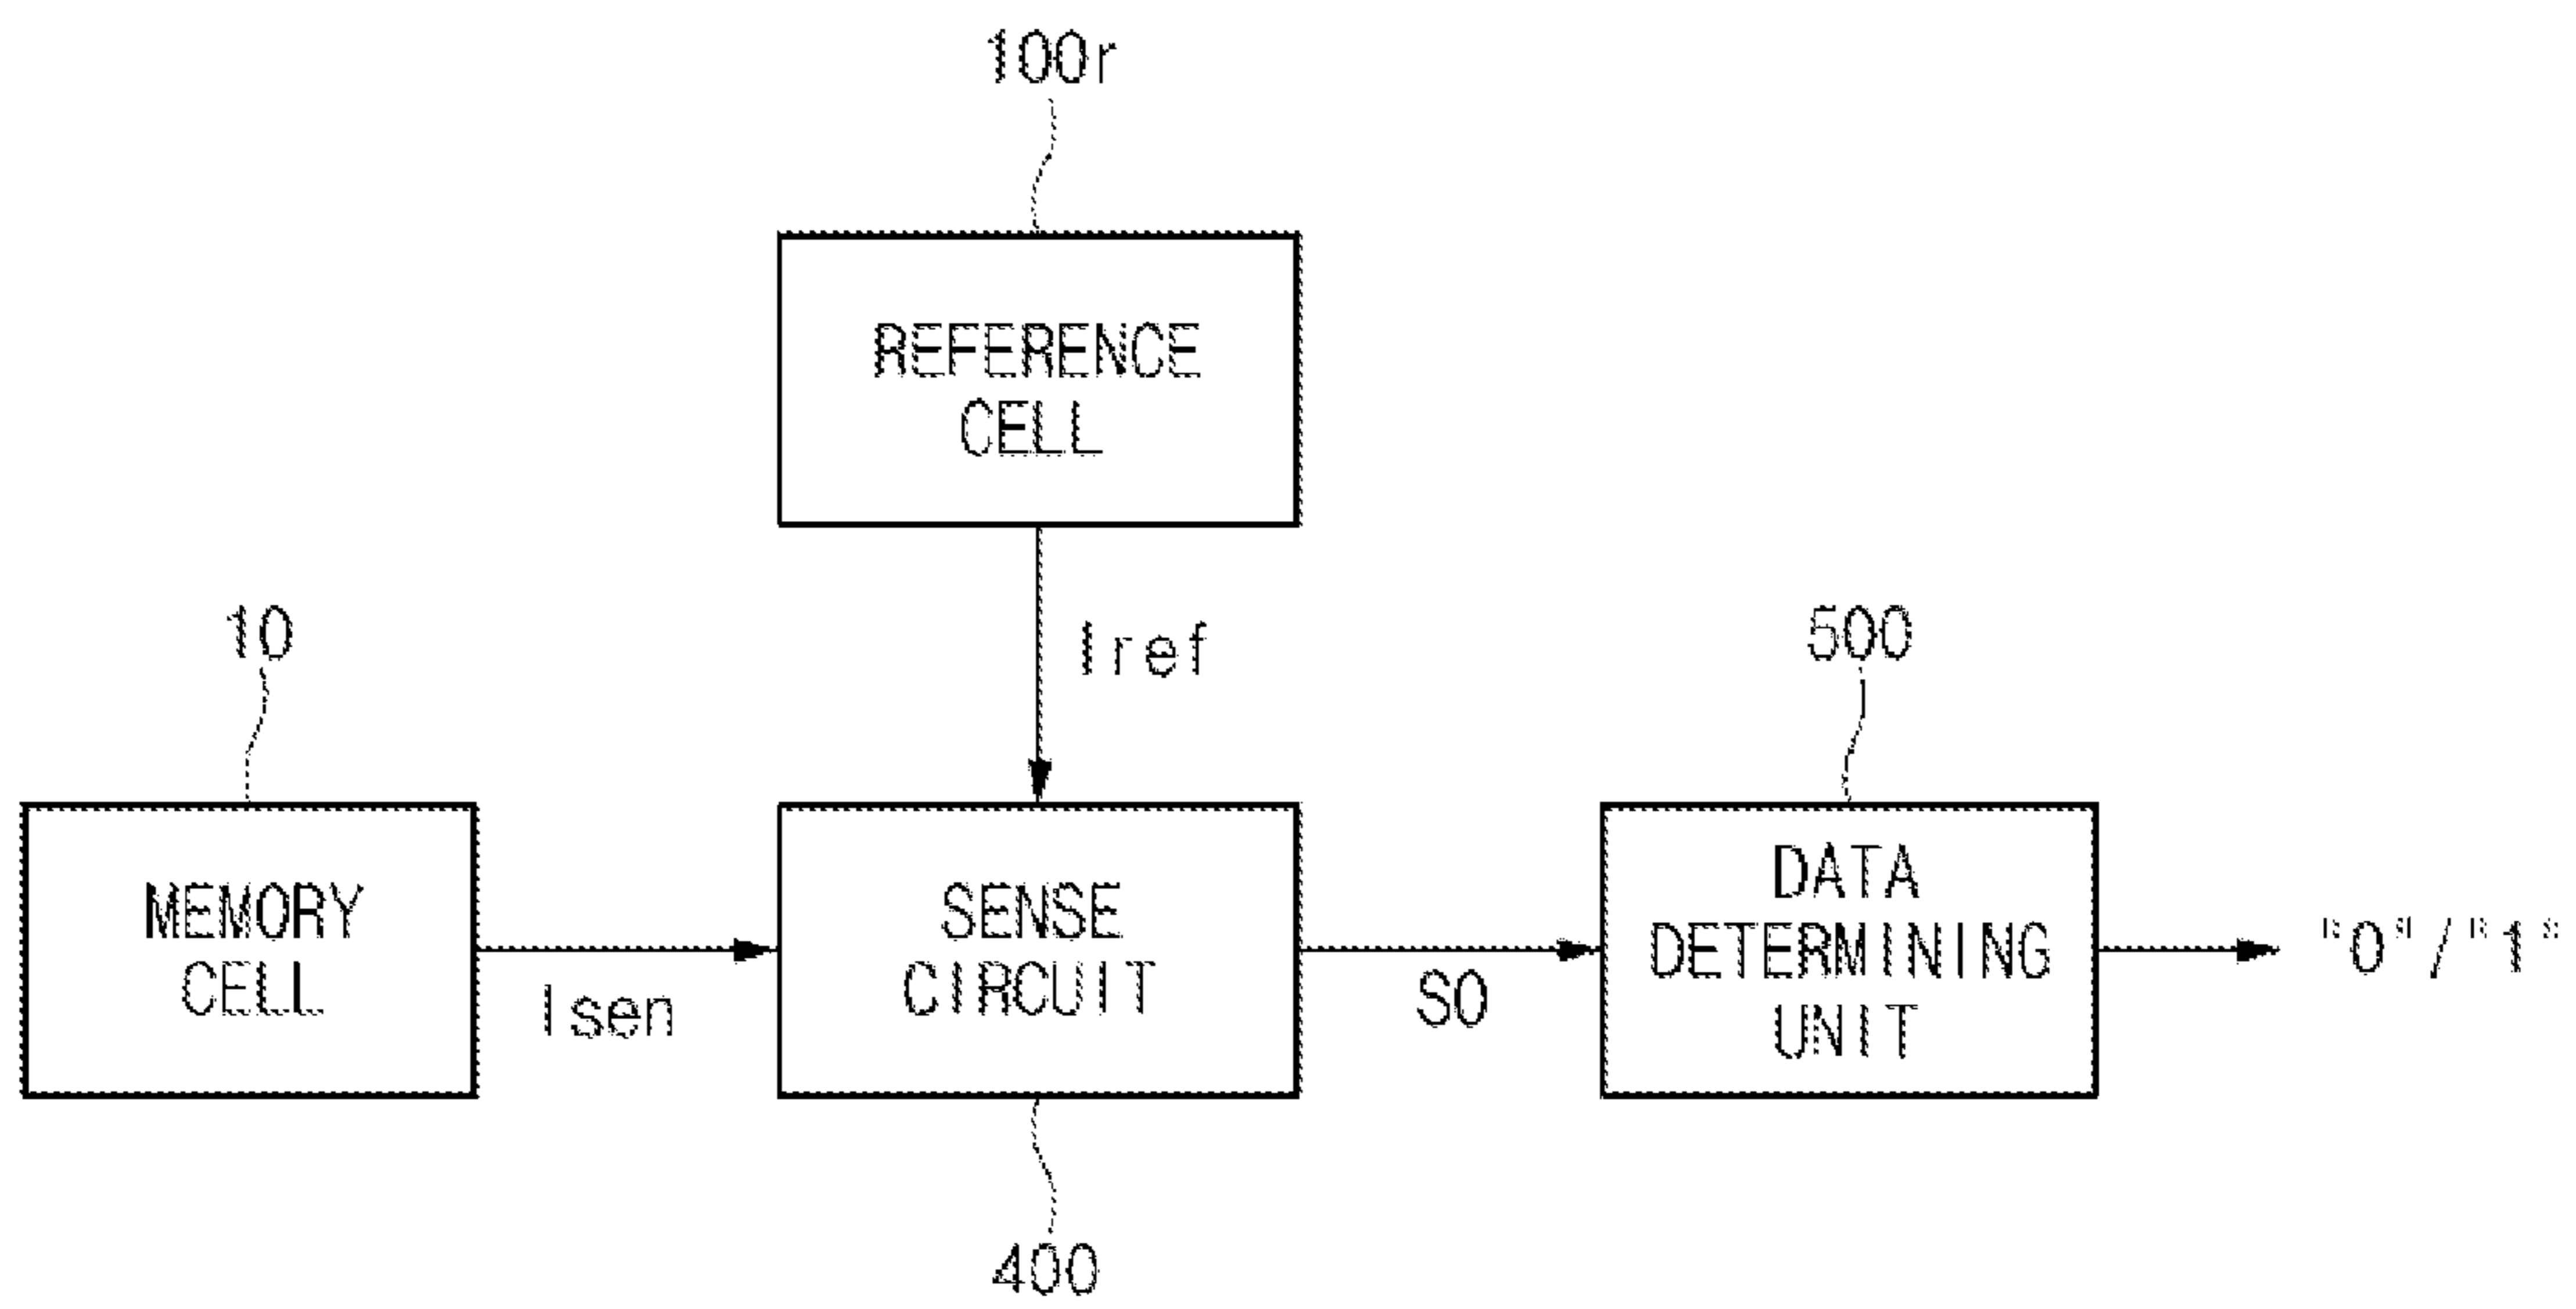 100r
REFERENCE
CELL
Iref
10
500
MEMORY
CELL
Isen
SENSE
CIRCUIT
SO
DATA
DETERMINING
UNIT
"0"/"1"
400